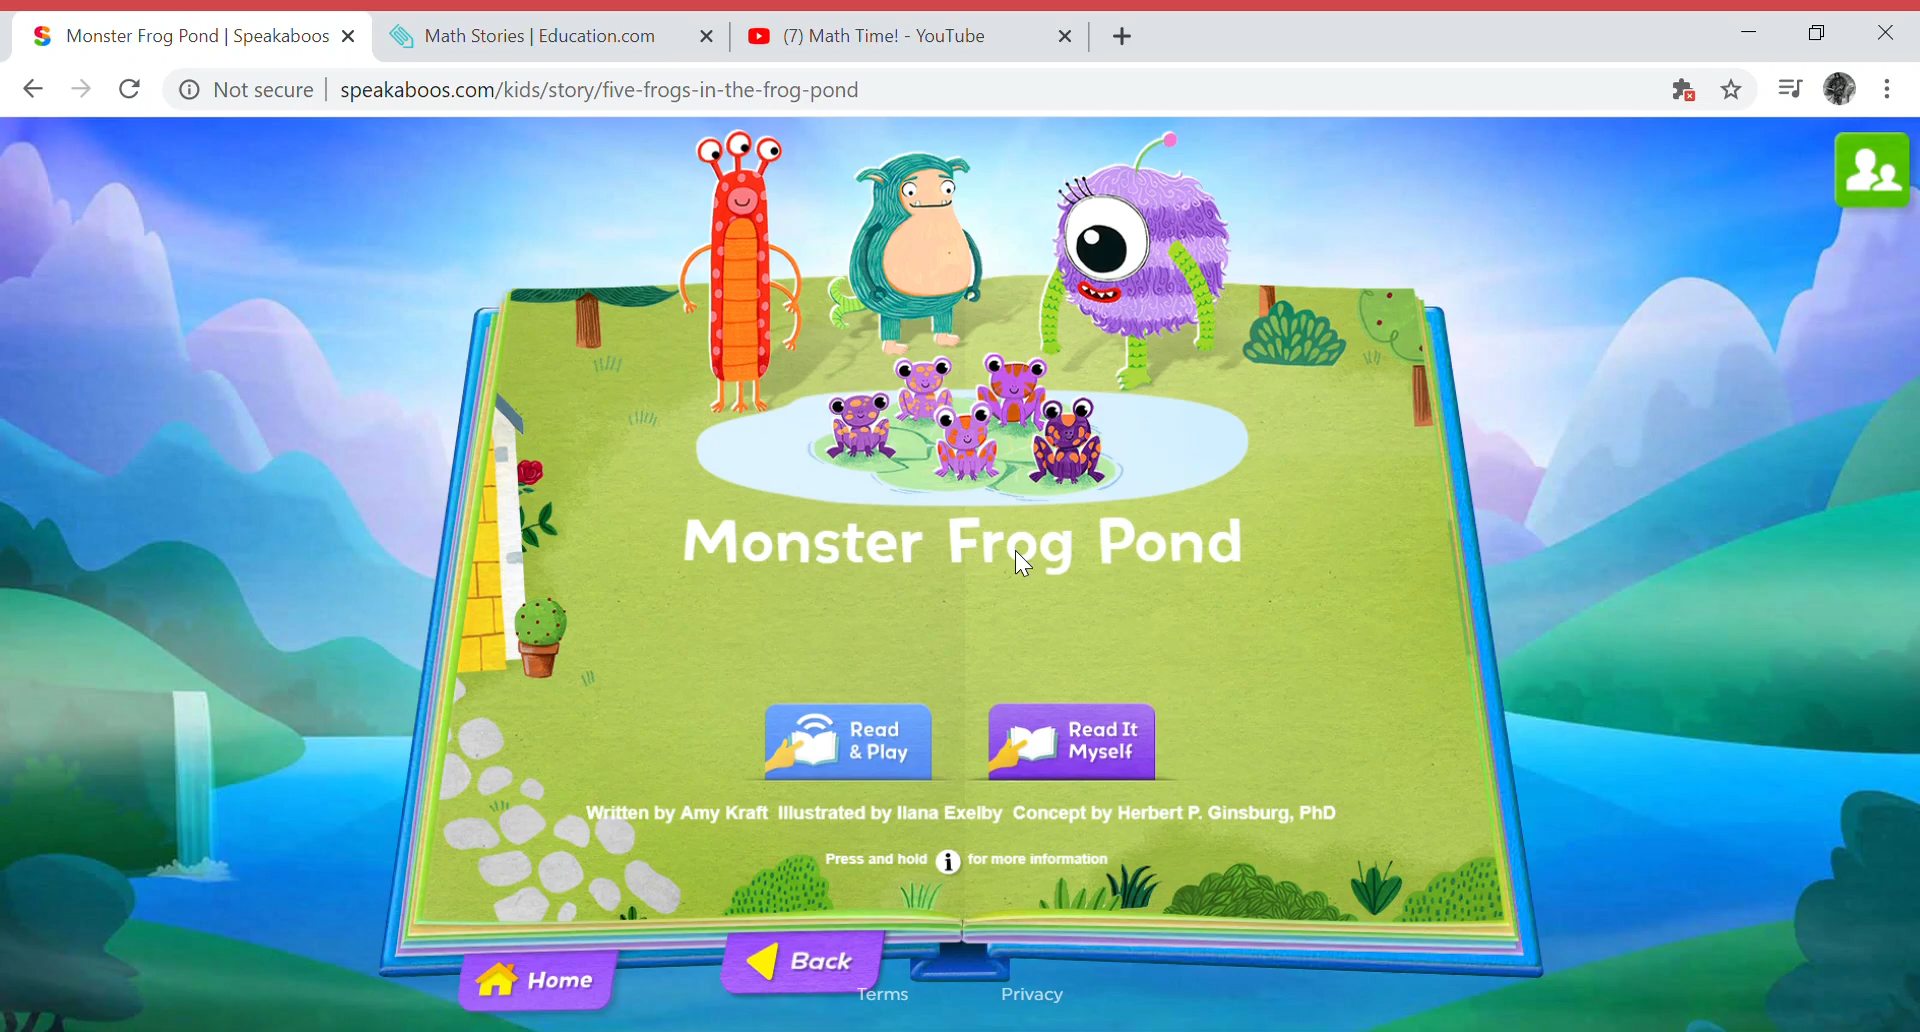 Monster Frog Pond | Speakaboos
Math Stories | Education.com
(7) Math Time! - YouTube
Not secure | speakaboos.com/kids/story/five-frogs-in-the-frog-pond
Monster Frog Pond
Read
& Play
Read It
Myself
Written by Amy Kraft Illustrated by Ilana Exelby Concept by Herbert P. Ginsburg, PhD
Press and hold i for more information
Home
Back
Terms
Privacy